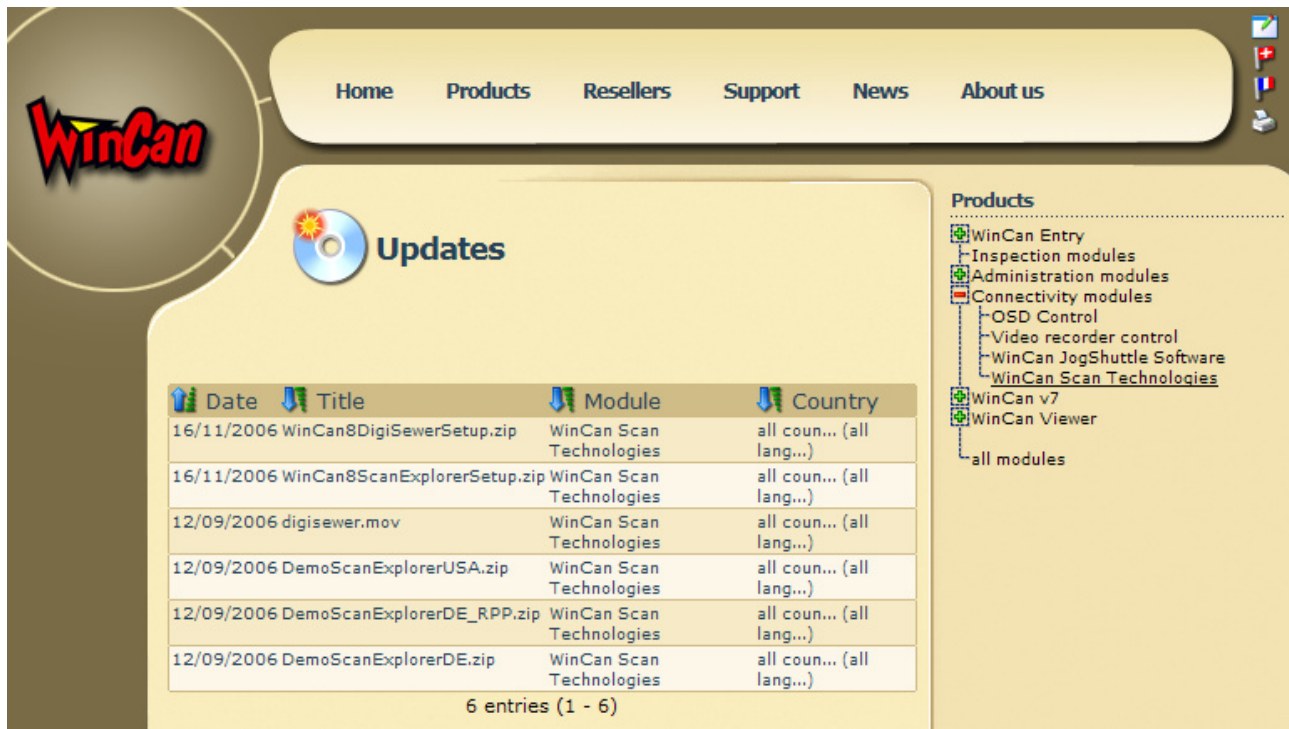 WinCan
Home Products Resellers Support News About us
Updates
Date Title Module Country
16/11/2006 WinCan8DigiSewerSetup.zip WinCan Scan all coun... (all
Technologies lang...)
16/11/2006 WinCan8ScanExplorerSetup.zip WinCan Scan all coun... (all
Technologies lang...)
12/09/2006 digisewer.mov WinCan Scan all coun... (all
Technologies lang...)
12/09/2006 DemoScanExplorerUSA.zip WinCan Scan all coun... (all
Technologies lang...)
12/09/2006 DemoScanExplorerDE_RPP.zip WinCan Scan all coun... (all
Technologies lang...)
12/09/2006 DemoScanExplorerDE.zip WinCan Scan all coun... (all
Technologies lang...)
6 entries (1 - 6)
Products
WinCan Entry
Inspection modules
Administration modules
Connectivity modules
OSD Control
Video recorder control
WinCan JogShuttle Software
WinCan Scan Technologies
WinCan v7
WinCan Viewer
all modules